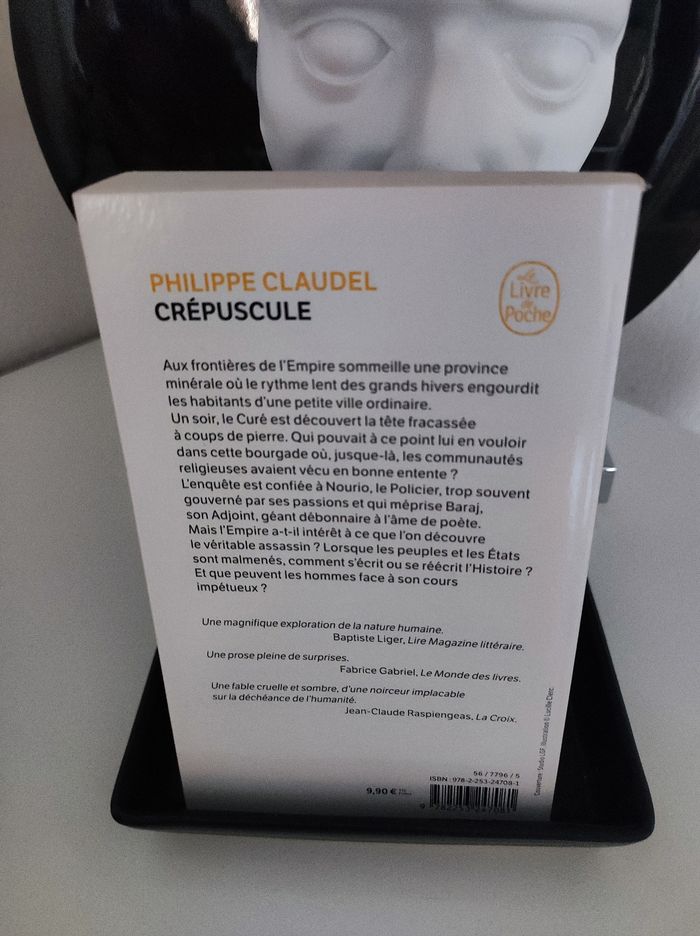 PHILIPPE CLAUDEL
CRÉPUSCULE
Le
Livre
de
Poche
Aux frontières de l'Empire sommeille une province
minérale où le rythme lent des grands hivers engourdit
les habitants d'une petite ville ordinaire.
Un soir, le Curé est découvert la tête fracassée
à coups de pierre. Qui pouvait à ce point lui en vouloir
dans cette bourgade où, jusque-là, les communautés
religieuses avaient vécu en bonne entente ?
L'enquête est confiée à Nourio, le Policier, trop souvent
gouverné par ses passions et qui méprise Baraj,
son Adjoint, géant débonnaire à l'âme de poète.
Mais l'Empire a-t-il intérêt à ce que l'on découvre
le véritable assassin ? Lorsque les peuples et les États
sont malmenés, comment s'écrit ou se réécrit l'Histoire ?
Et que peuvent les hommes face à son cours
impétueux ?
Une magnifique exploration de la nature humaine.
Baptiste Liger, Lire Magazine littéraire.
Une prose pleine de surprises.
Fabrice Gabriel, Le Monde des livres.
Une fable cruelle et sombre, d'une noirceur implacable
sur la déchéance de l'humanité.
Jean-Claude Raspiengeas, La Croix.
Couverture : Studio LGF. Illustration © Lucille Clerc.
56 / 7796 / 5
ISBN : 978-2-253-24708-1
9,90 €
9 782253 247081